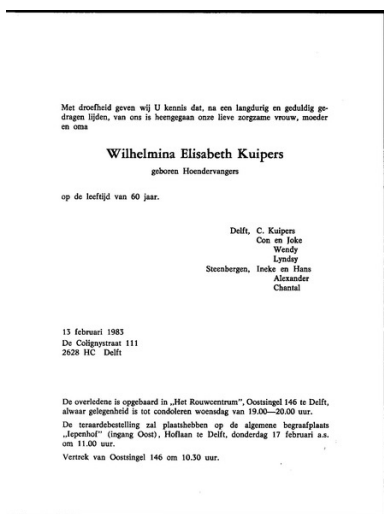 Met droefheid geven wij U kennis dat, na een langdurig en geduldig ge-
dragen lijden, van ons is heengegaan onze lieve zorgzame vrouw, moeder
en oma
Wilhelmina Elisabeth Kuipers
geboren Hoendervangers
op de leeftijd van 60 jaar.
Delft, C. Kuipers
Con en Joke
Wendy
Lyndsy
Steenbergen, Ineke en Hans
Alexander
Chantal
13 februari 1983
De Colignystraat 111
2628 HC Delft
De overledene is opgebaard in „Het Rouwcentrum”, Oostsingel 146 te Delft,
alwaar gelegenheid is tot condoleren woensdag van 19.00—20.00 uur.
De teraardebestelling zal plaatshebben op de algemene begraafplaats
„Iepenhof” (ingang Oost), Hoflaan te Delft, donderdag 17 februari a.s.
om 11.00 uur.
Vertrek van Oostsingel 146 om 10.30 uur.